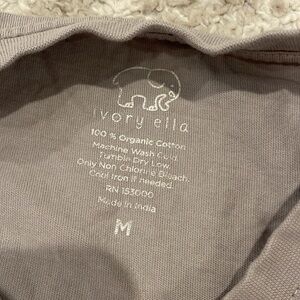 ivory ella
100 % Organic Cotton
Machine Wash Cold.
Tumble Dry Low.
Only Non Chlorine Bleach.
Cool Iron if needed.
RN 153000
Made in India
M